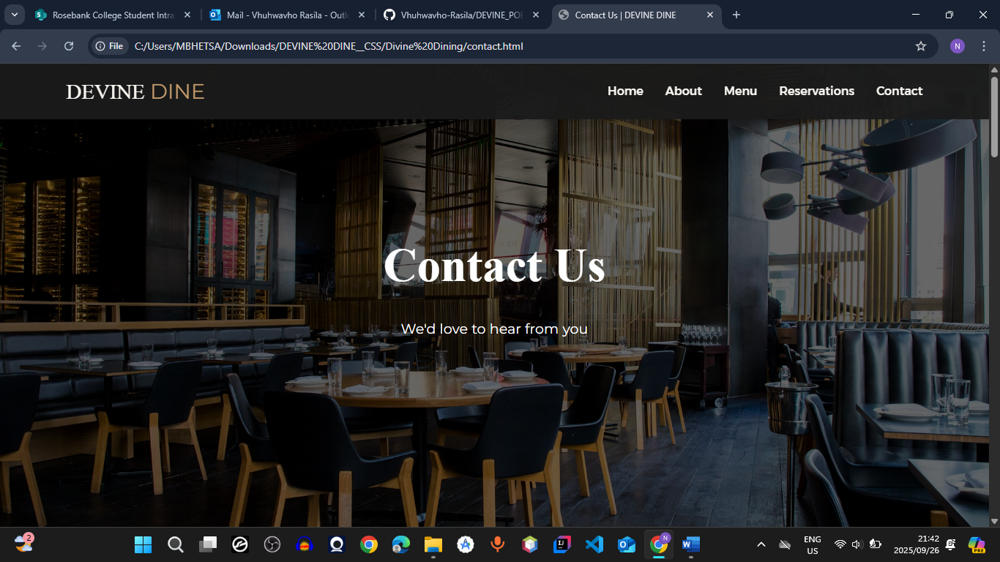 Rosebank College Student Intra
Mail - Vhuhwavho Rasila - Outl
Vhuhwavho-Rasila/DEVINE_POE
Contact Us | DEVINE DINE
File
C:/Users/MBHETSA/Downloads/DEVINE%20DINE__CSS/Divine%20Dining/contact.html
N
DEVINE DINE
Home
About
Menu
Reservations
Contact
Contact Us
We'd love to hear from you
2
N
ENG
US
21:42
2025/09/26
PRE